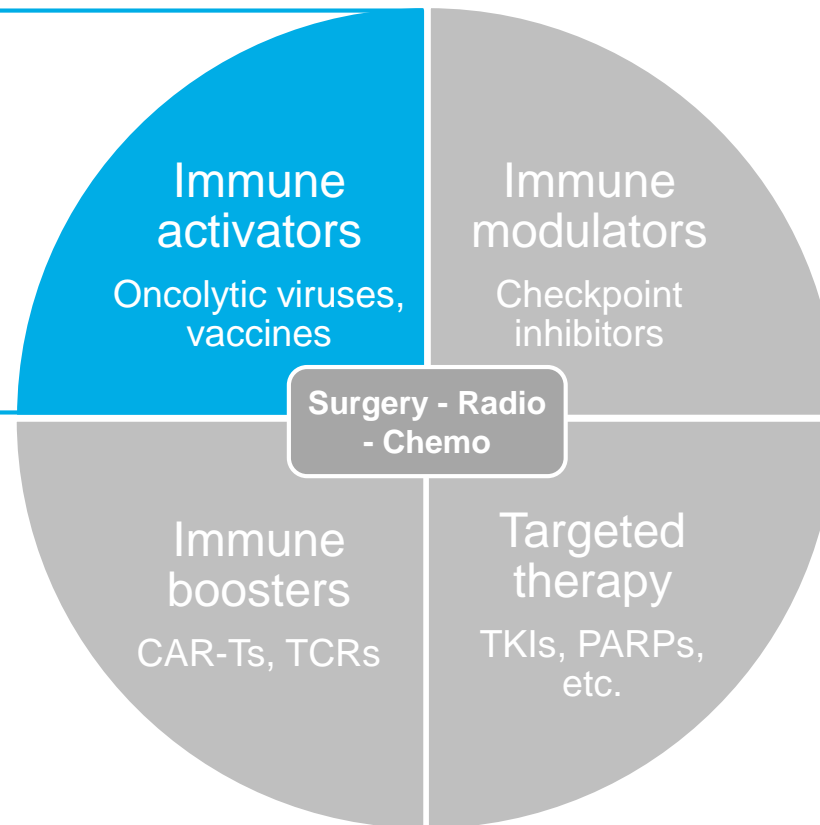 Immune
activators
Oncolytic viruses,
vaccines
Immune
modulators
Checkpoint
inhibitors
Surgery - Radio
- Chemo
Immune
boosters
CAR-Ts, TCRs
Targeted
therapy
TKIs, PARPs,
etc.